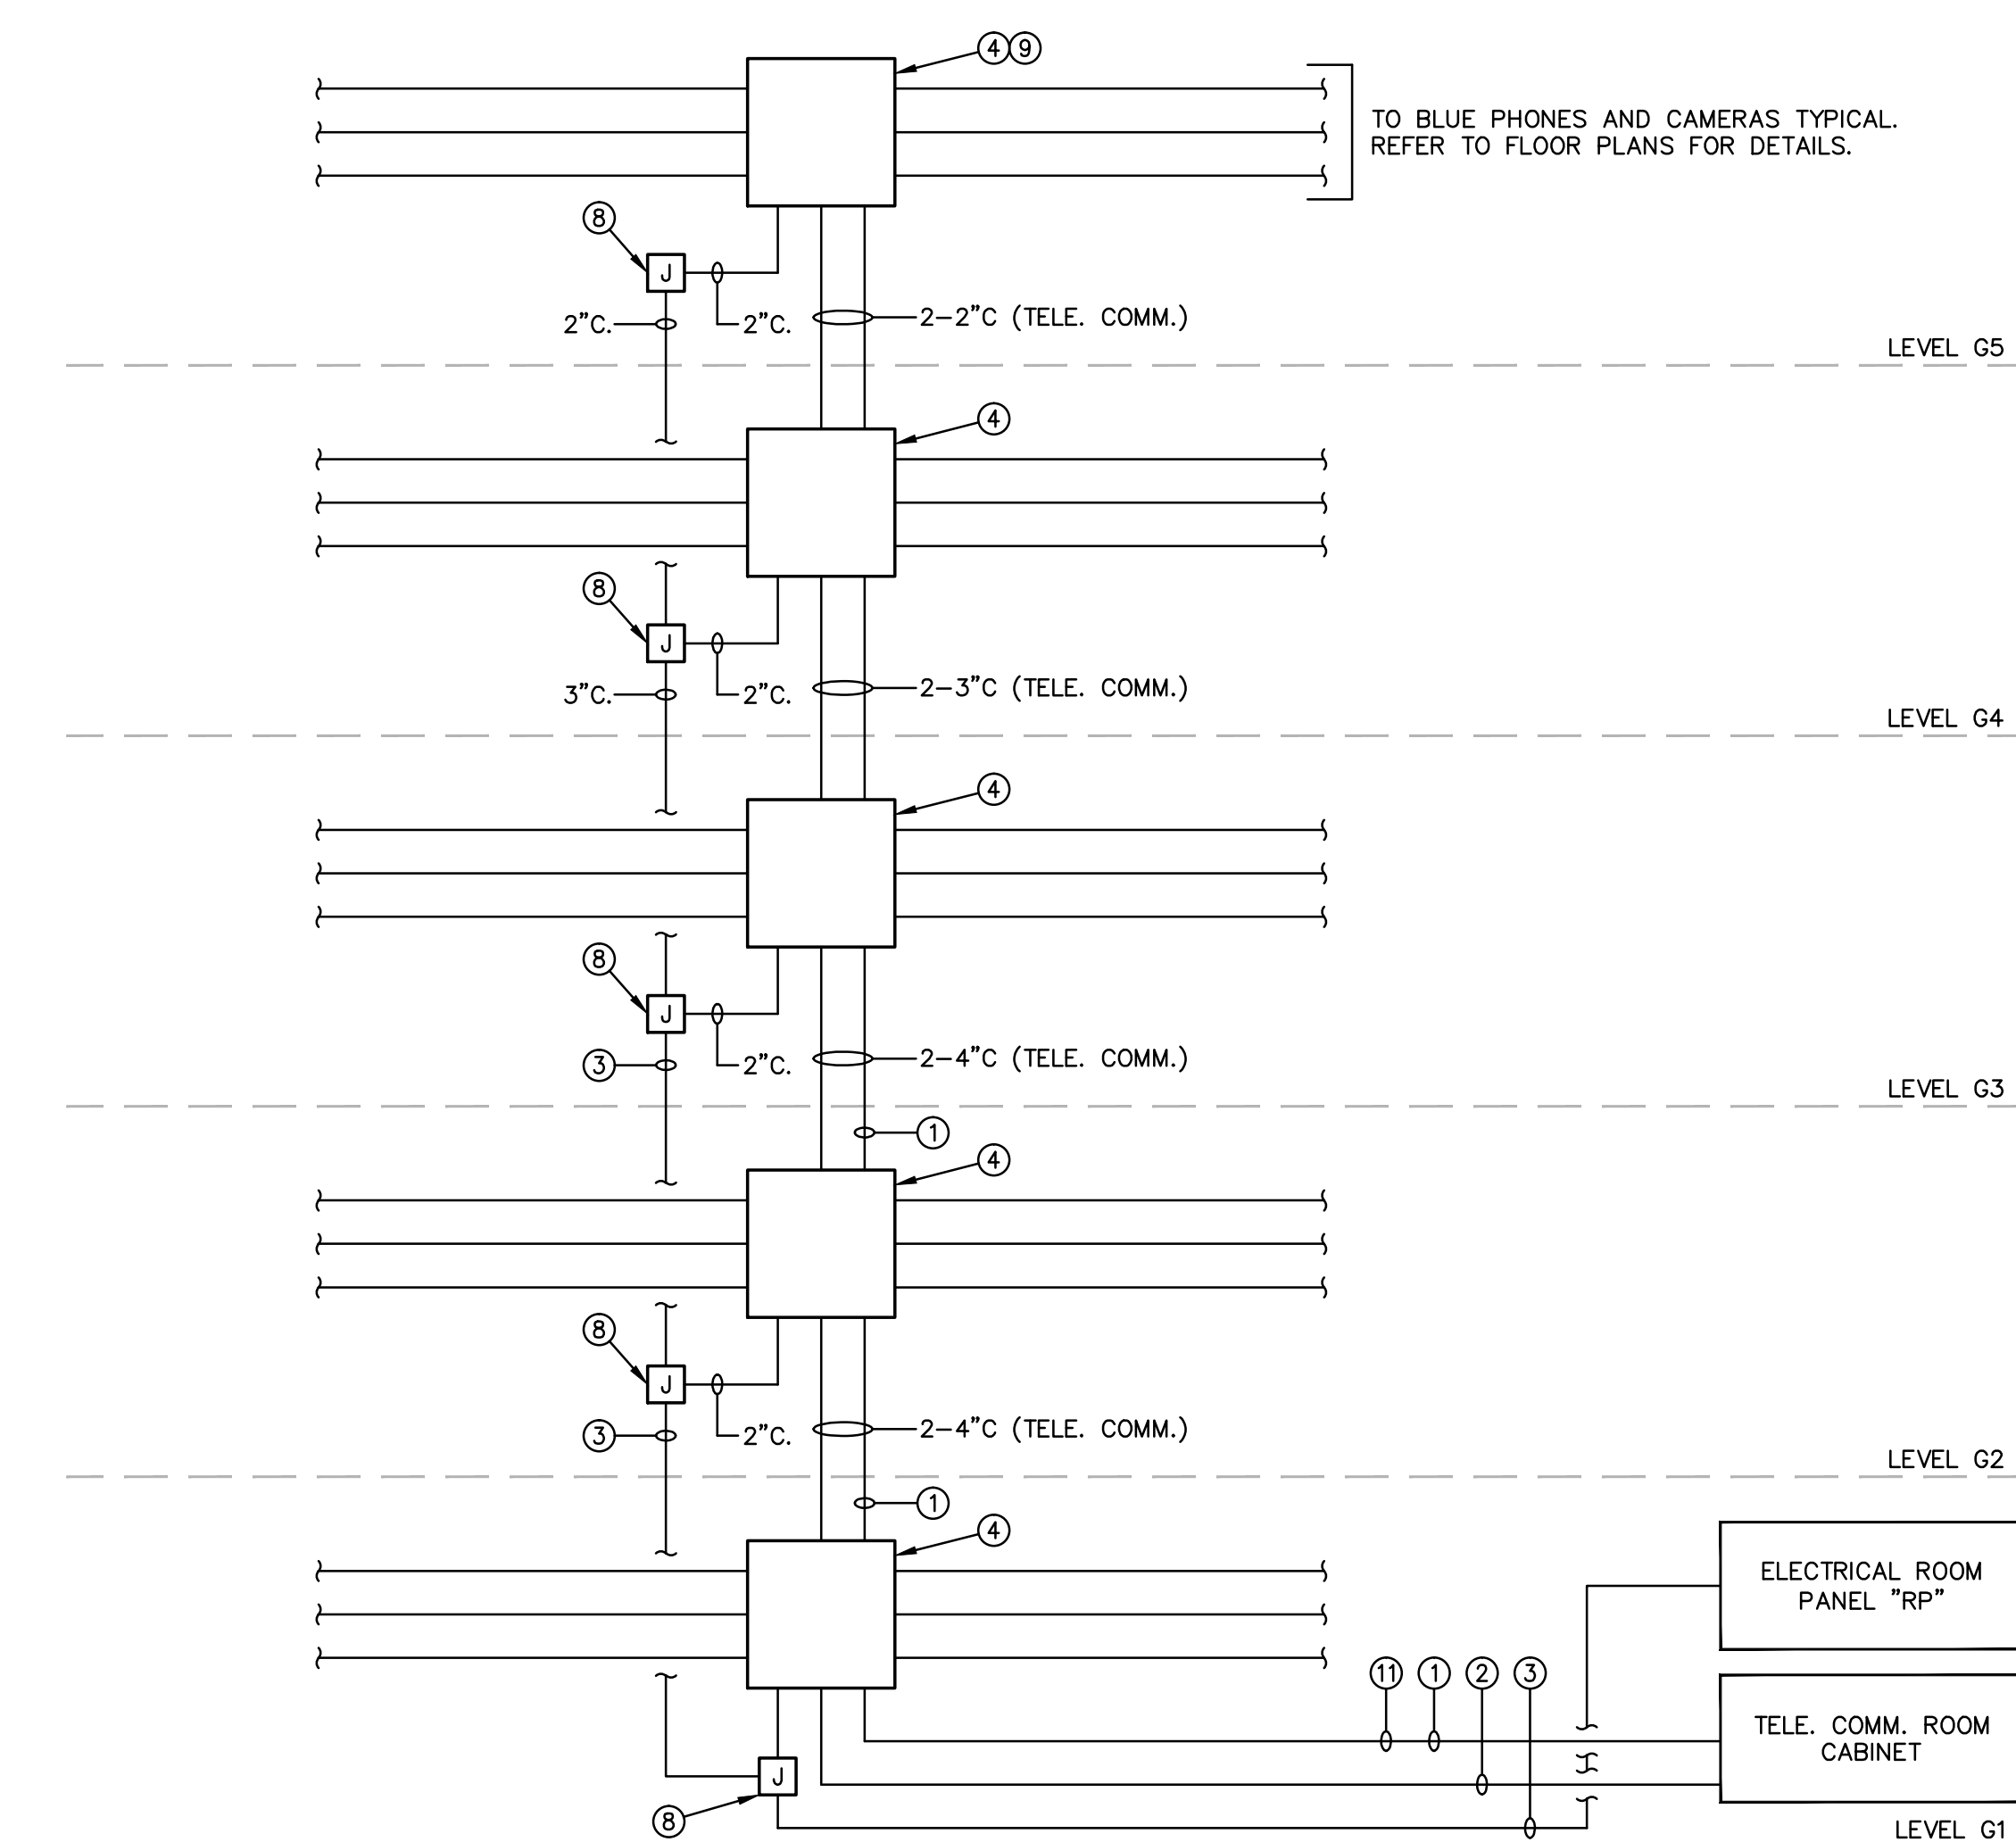 4 9
TO BLUE PHONES AND CAMERAS TYPICAL.
REFER TO FLOOR PLANS FOR DETAILS.
8
J
2"C. 2"C. 2-2"C (TELE. COMM.)
LEVEL G5
4
8
J
3"C. 2"C. 2-3"C (TELE. COMM.)
LEVEL G4
4
8
J
3 2"C. 2-4"C (TELE. COMM.)
LEVEL G3
1
4
8
J
3 2"C. 2-4"C (TELE. COMM.)
LEVEL G2
1
4
ELECTRICAL ROOM
PANEL "RP"
11 1 2 3
TELE. COMM. ROOM
CABINET
J
8
LEVEL G1